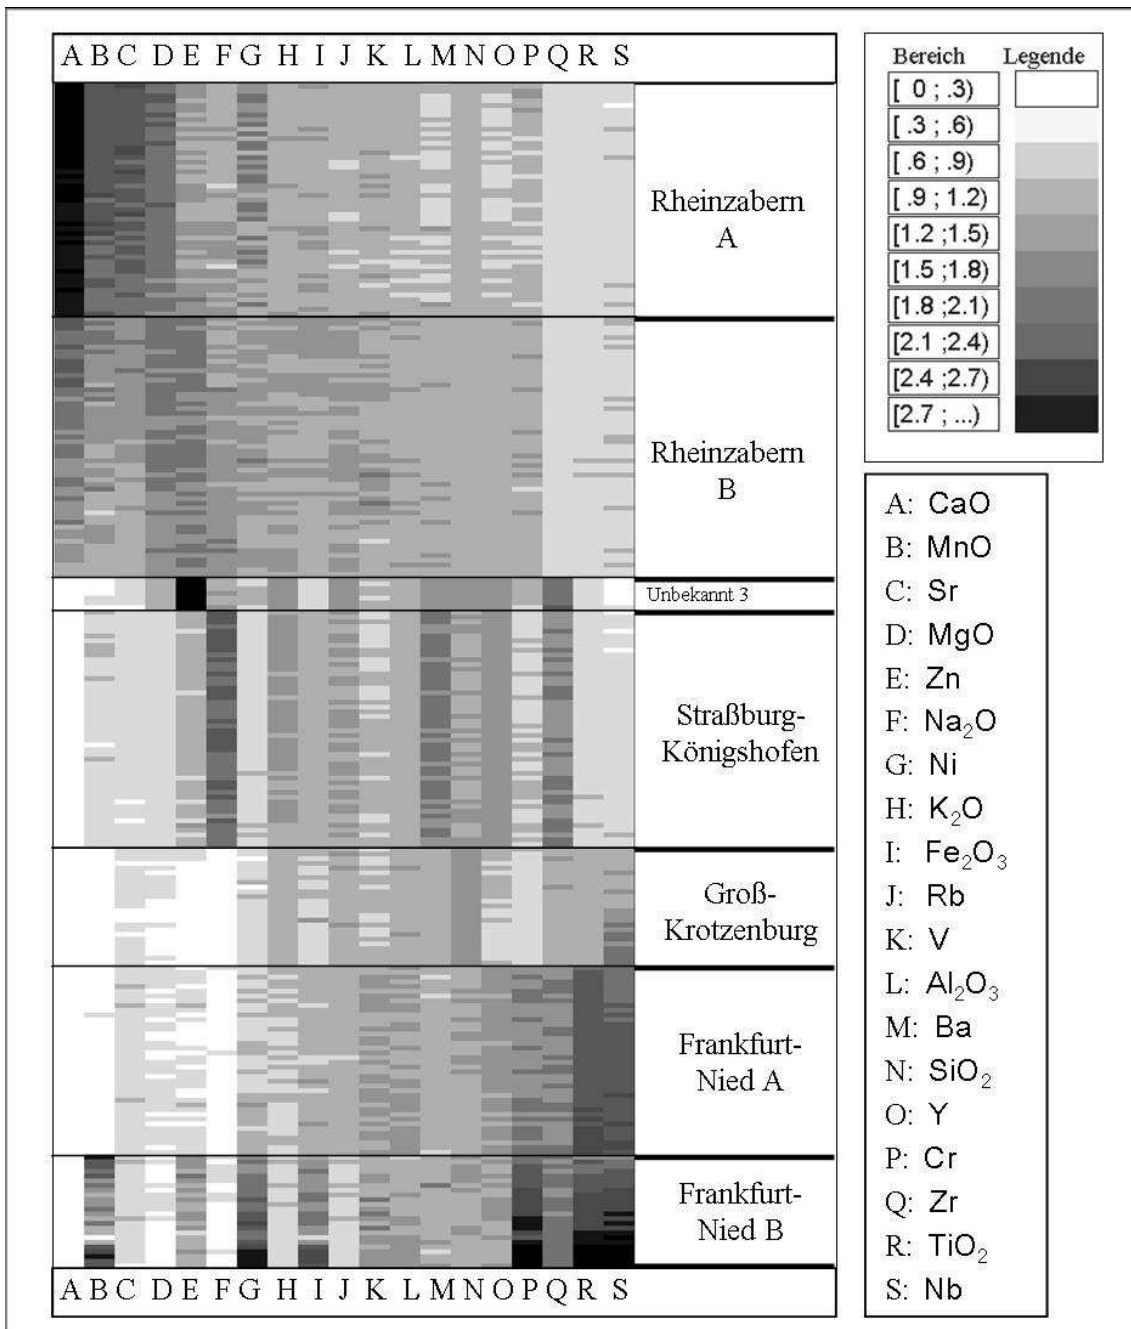 A B C D E F G H I J K L M N O P Q R S
Rheinzabern
A
Rheinzabern
B
Unbekannt 3
Straßburg-
Königshofen
Groß-
Krotzenburg
Frankfurt-
Nied A
Frankfurt-
Nied B
A B C D E F G H I J K L M N O P Q R S
Bereich Legende
[ 0 ; .3)
[ .3 ; .6)
[ .6 ; .9)
[ .9 ; 1.2)
[1.2 ;1.5)
[1.5 ;1.8)
[1.8 ;2.1)
[2.1 ;2.4)
[2.4 ;2.7)
[2.7 ; ...)
A: CaO
B: MnO
C: Sr
D: MgO
E: Zn
F: Na₂O
G: Ni
H: K₂O
I: Fe₂O₃
J: Rb
K: V
L: Al₂O₃
M: Ba
N: SiO₂
O: Y
P: Cr
Q: Zr
R: TiO₂
S: Nb